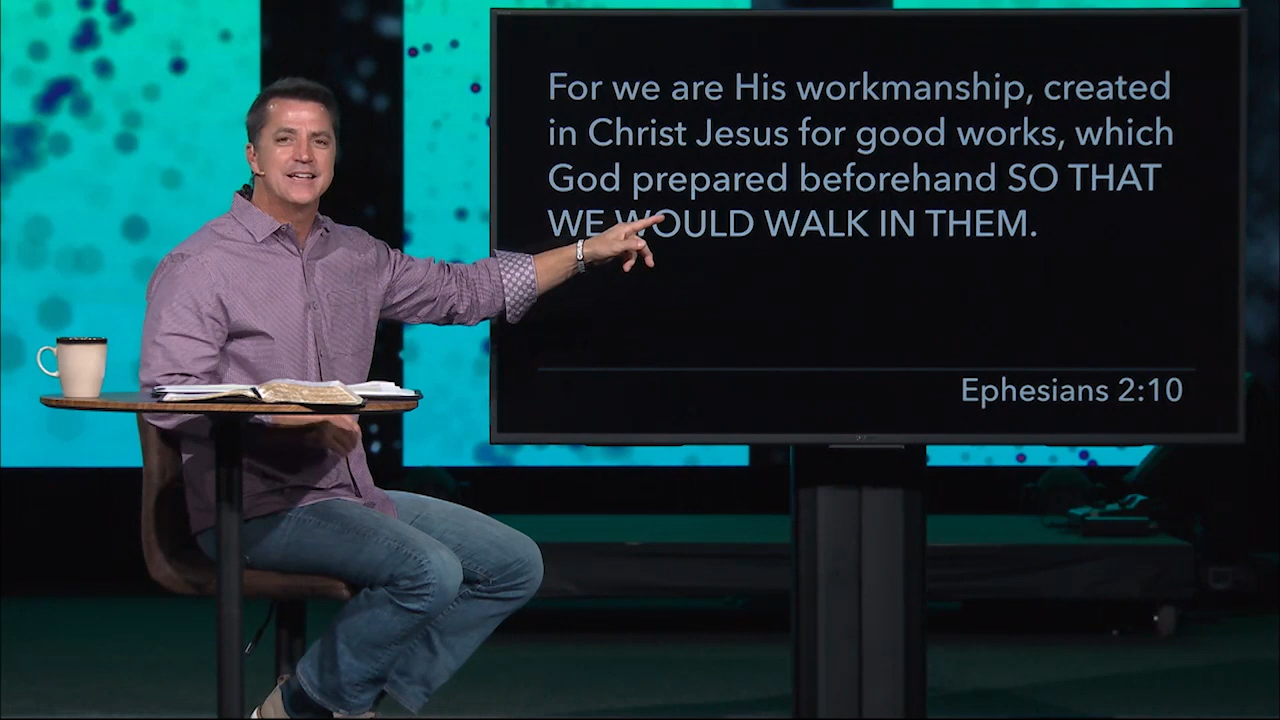 For we are His workmanship, created
in Christ Jesus for good works, which
God prepared beforehand SO THAT
WE WOULD WALK IN THEM.
Ephesians 2:10